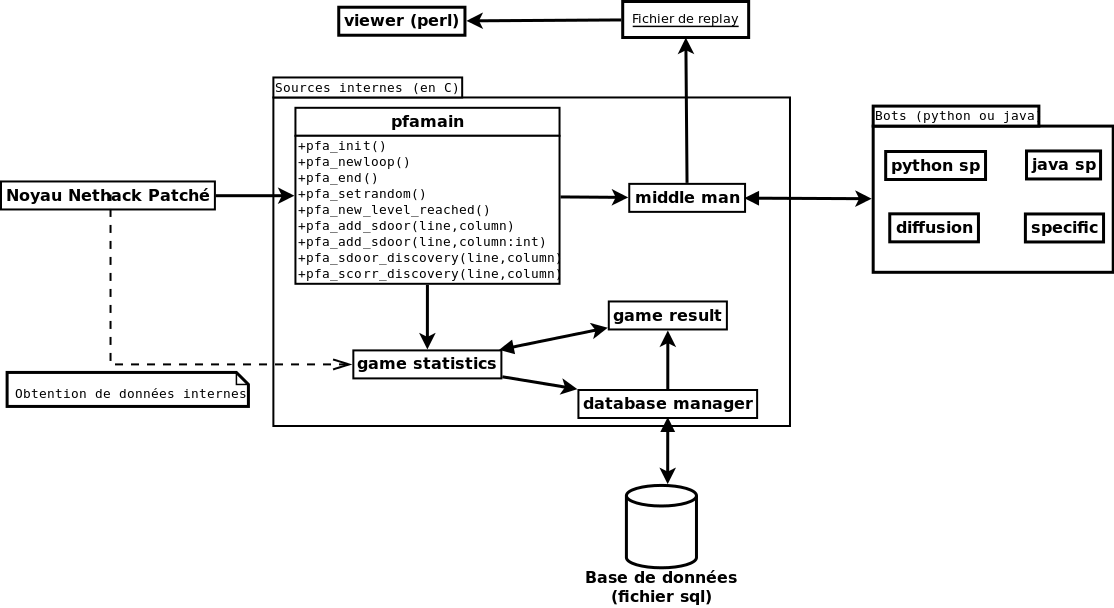 viewer (perl)
Fichier de replay
Sources internes (en C)
pfamain
+pfa_init()
+pfa_newloop()
+pfa_end()
+pfa_setrandom()
+pfa_new_level_reached()
+pfa_add_sdoor(line,column)
+pfa_add_sdoor(line,column:int)
+pfa_sdoor_discovery(line,column)
+pfa_scorr_discovery(line,column)
Noyau Nethack Patché
middle man
Bots (python ou java
python sp
java sp
diffusion
specific
game result
game statistics
database manager
Obtention de données internes
Base de données
(fichier sql)